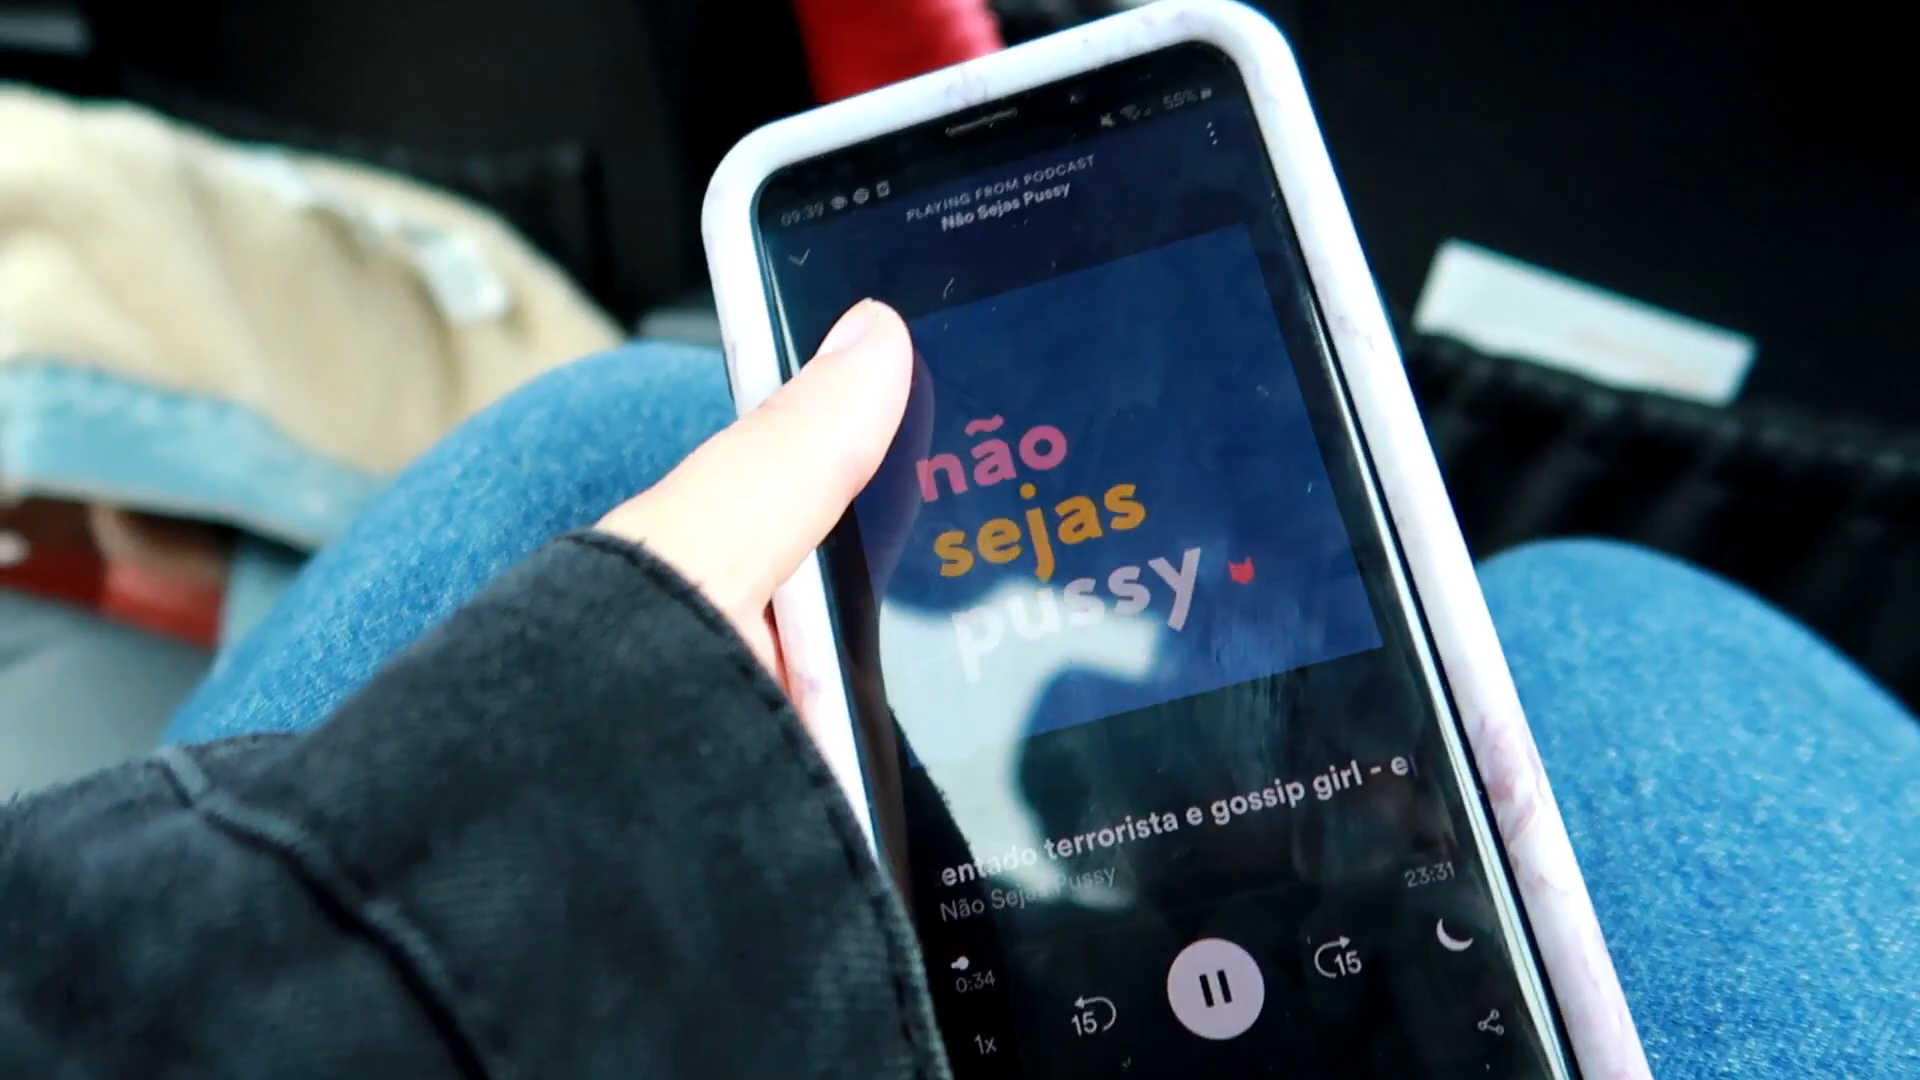 09:39 55%
PLAYING FROM PODCAST
Não Sejas Pussy
não
sejas
pussy
entado terrorista e gossip girl - e
Não Sejas Pussy
0:34 23:31
1x 15 15